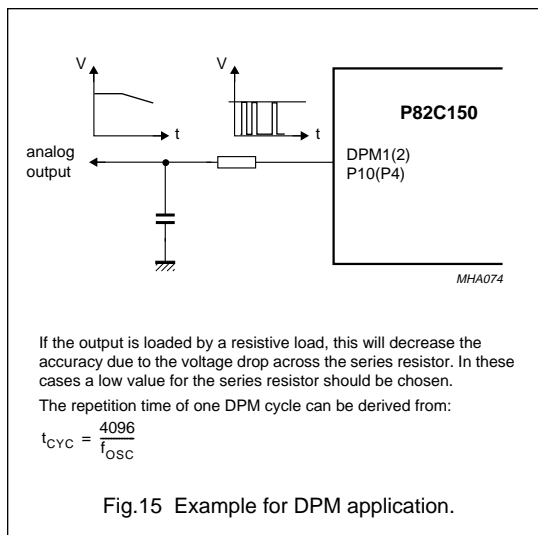 V
V
P82C150
t
t
analog
output
DPM1(2)
P10(P4)
MHA074
If the output is loaded by a resistive load, this will decrease the
accuracy due to the voltage drop across the series resistor. In these
cases a low value for the series resistor should be chosen.
The repetition time of one DPM cycle can be derived from:
tCYC = 4096
fOSC
Fig.15 Example for DPM application.